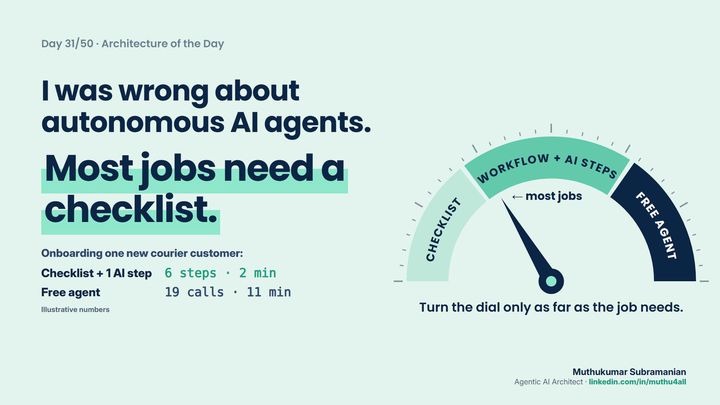 Day 31/50 · Architecture of the Day
I was wrong about
autonomous AI agents.
Most jobs need a
checklist.
Onboarding one new courier customer:
Checklist + 1 AI step 6 steps · 2 min
Free agent 19 calls · 11 min
Illustrative numbers
CHECKLIST
WORKFLOW + AI STEPS
FREE AGENT
← most jobs
Turn the dial only as far as the job needs.
Muthukumar Subramanian
Agentic AI Architect · linkedin.com/in/muthu4all